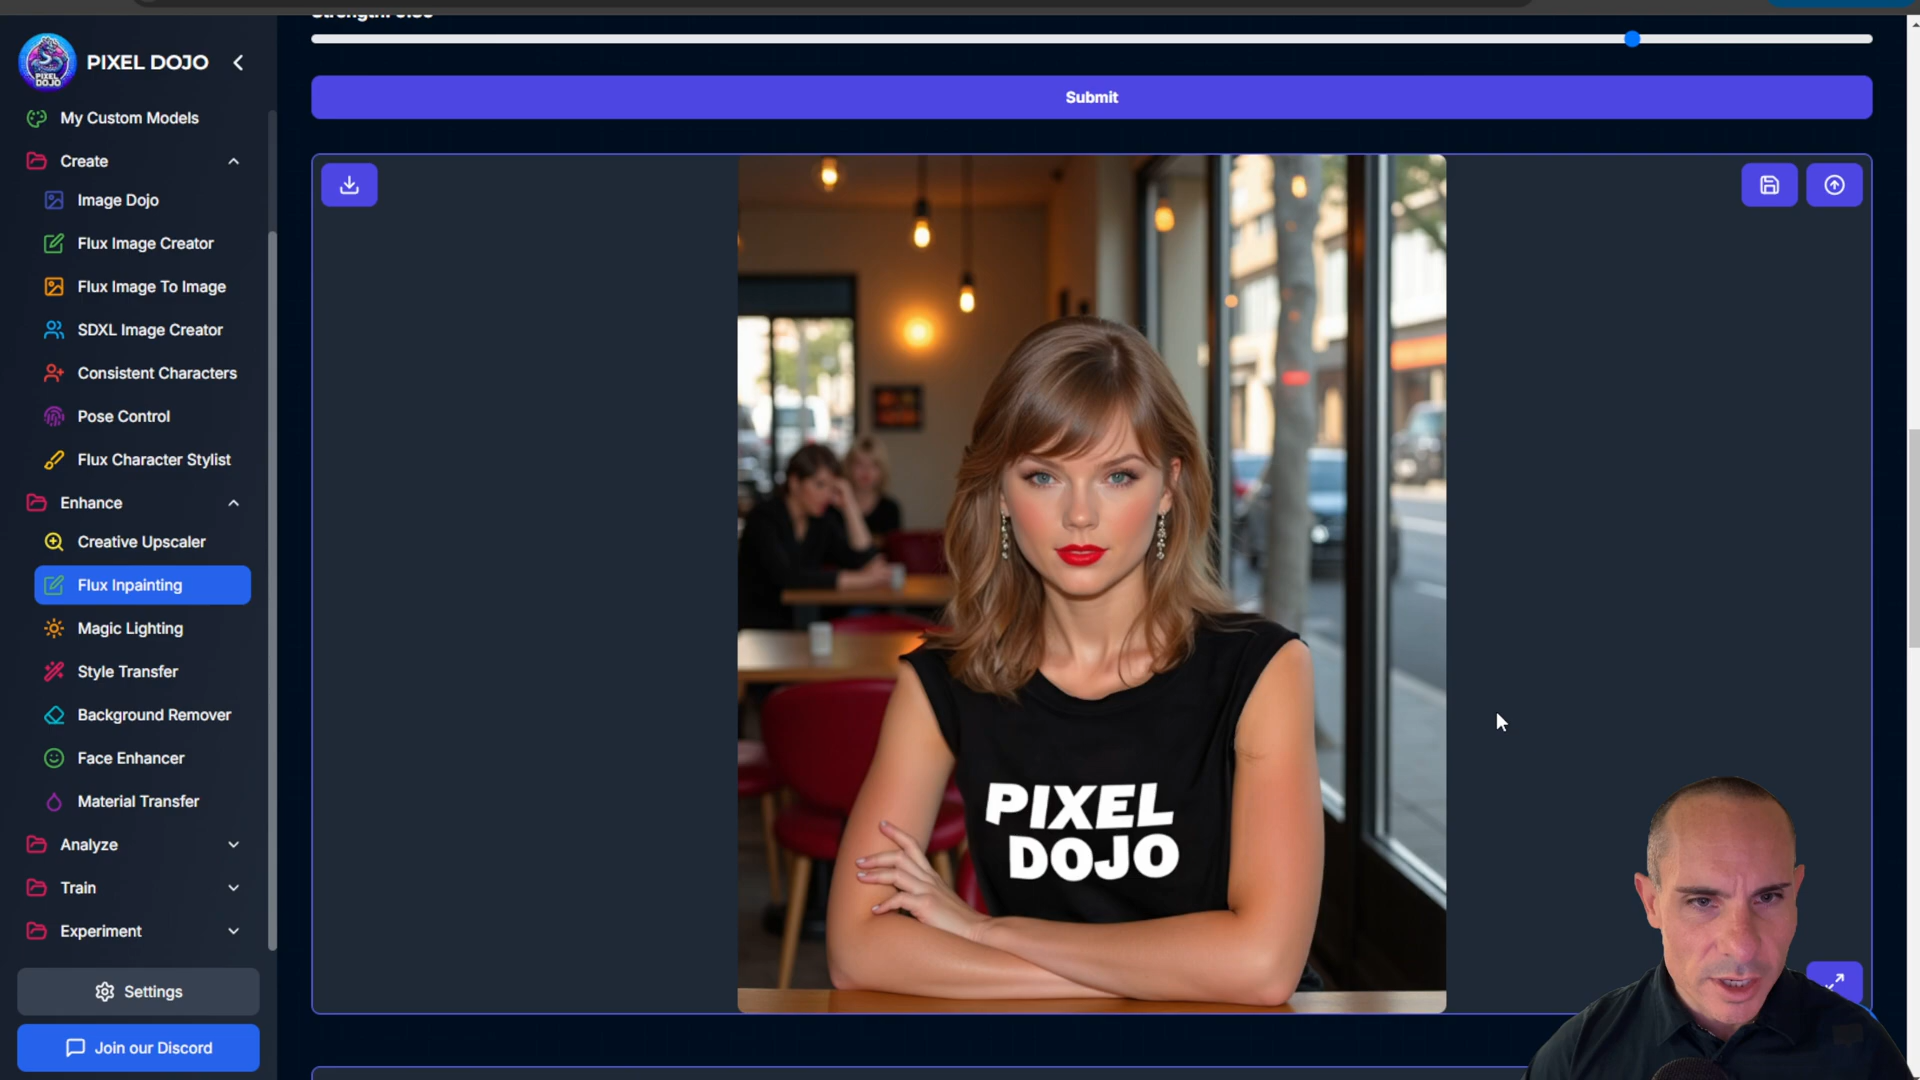 PIXEL DOJO
My Custom Models
Create
Image Dojo
Flux Image Creator
Flux Image To Image
SDXL Image Creator
Consistent Characters
Pose Control
Flux Character Stylist
Enhance
Creative Upscaler
Flux Inpainting
Magic Lighting
Style Transfer
Background Remover
Face Enhancer
Material Transfer
Analyze
Train
Experiment
Settings
Join our Discord
Submit
PIXEL
DOJO